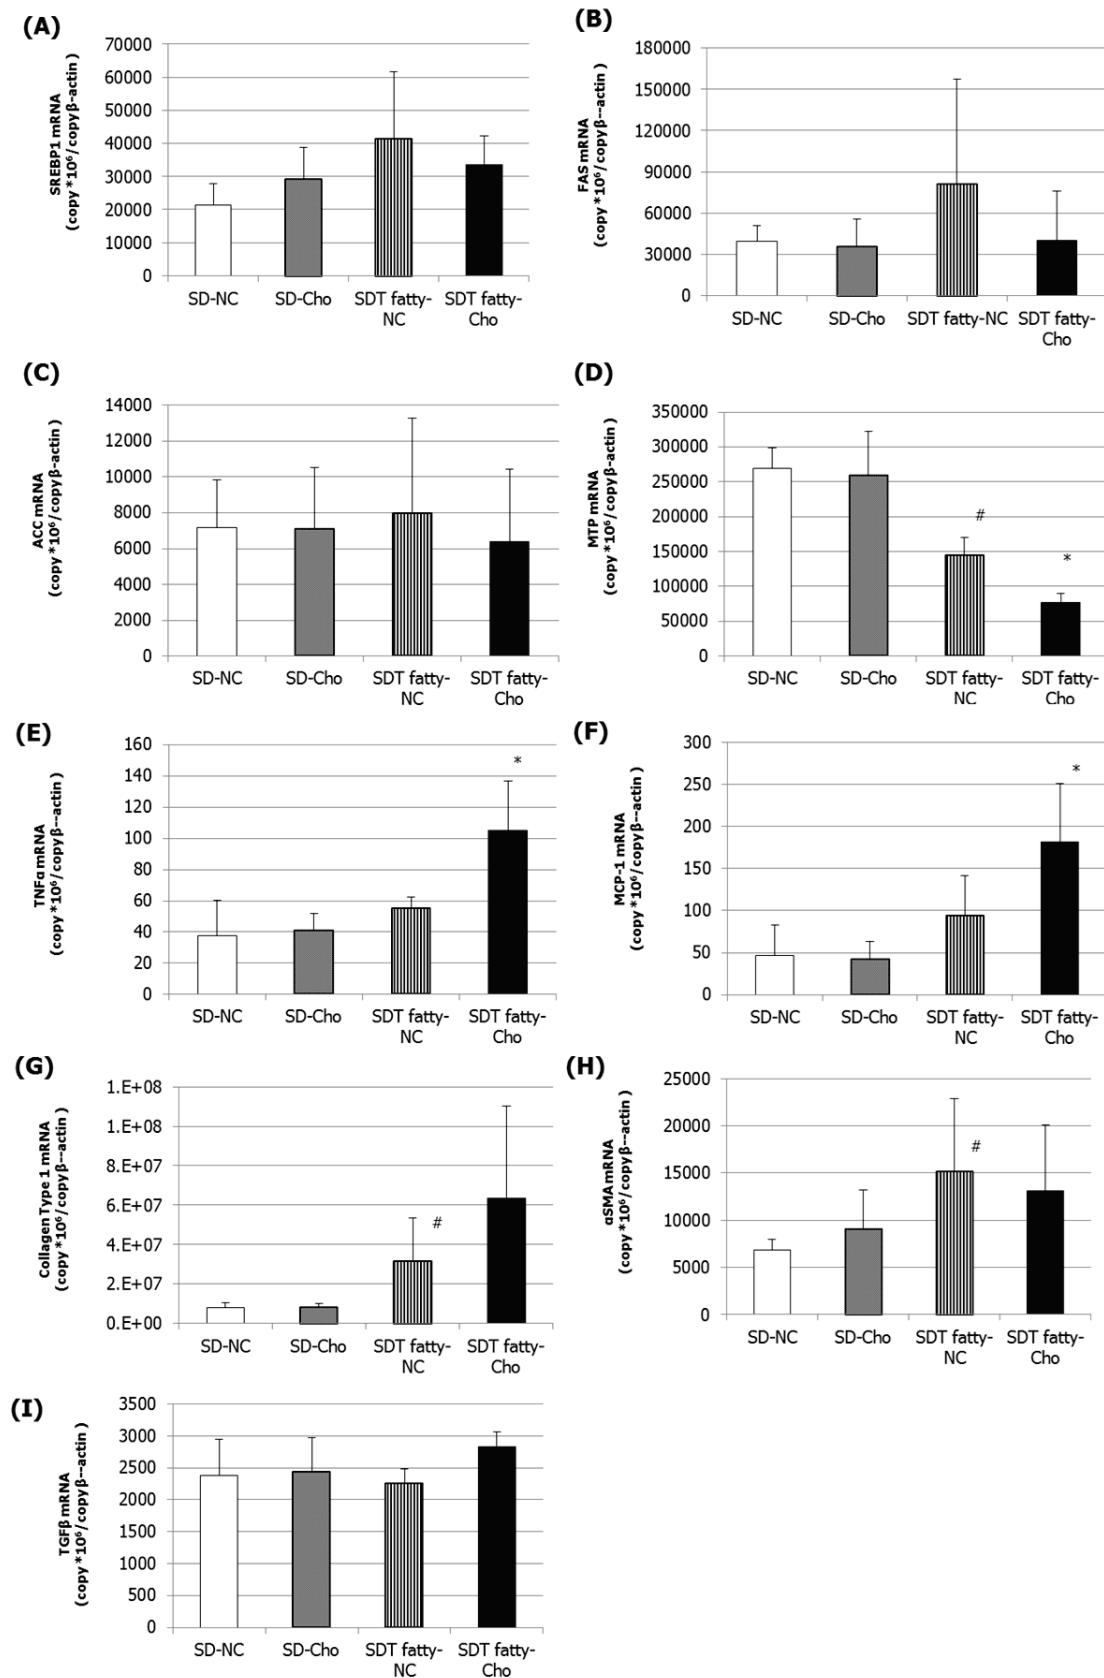 (A)
SREBP1 mRNA
(copy *10⁶/copyβ-actin )
70000
60000
50000
40000
30000
20000
10000
0
SD-NC SD-Cho SDT fatty- SDT fatty-
NC Cho
(B)
FAS mRNA
(copy *10⁶/copyβ--actin )
180000
150000
120000
90000
60000
30000
0
SD-NC SD-Cho SDT fatty-NC SDT fatty-
Cho
(C)
ACC mRNA
(copy *10⁶/copyβ-actin )
14000
12000
10000
8000
6000
4000
2000
0
SD-NC SD-Cho SDT fatty- SDT fatty-
NC Cho
(D)
MTP mRNA
(copy *10⁶/copyβ-actin )
350000
300000
250000
200000
150000
100000
50000
0
#
*
SD-NC SD-Cho SDT fatty- SDT fatty-
NC Cho
(E)
TNFα mRNA
(copy *10⁶/copyβ--actin )
160
140
120
100
80
60
40
20
0
*
SD-NC SD-Cho SDT fatty- SDT fatty-
NC Cho
(F)
MCP-1 mRNA
(copy *10⁶/copyβ--actin )
300
250
200
150
100
50
0
*
SD-NC SD-Cho SDT fatty- SDT fatty-
NC Cho
(G)
Collagen Type 1 mRNA
(copy *10⁶/copyβ--actin )
1.E+08
1.E+08
8.E+07
6.E+07
4.E+07
2.E+07
0.E+00
#
SD-NC SD-Cho SDT fatty- SDT fatty-
NC Cho
(H)
αSMA mRNA
(copy *10⁶/copyβ--actin )
25000
20000
15000
10000
5000
0
#
SD-NC SD-Cho SDT fatty- SDT fatty-
NC Cho
(I)
TGFβ mRNA
(copy *10⁶/copyβ--actin )
3500
3000
2500
2000
1500
1000
500
0
SD-NC SD-Cho SDT fatty- SDT fatty-
NC Cho